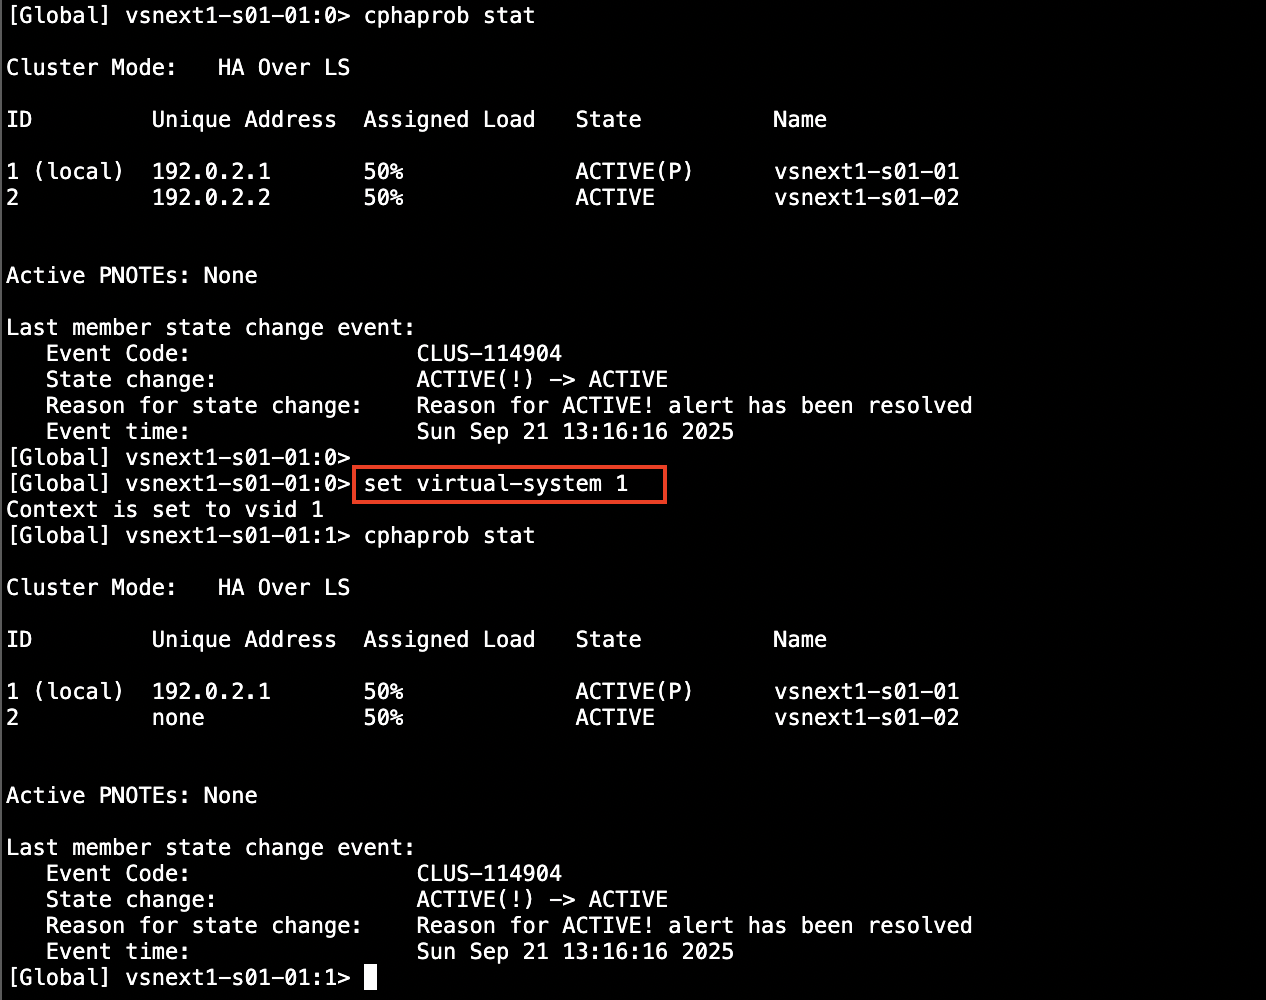 [Global] vsnext1-s01-01:0> cphaprob stat
Cluster Mode:   HA Over LS
ID         Unique Address  Assigned Load   State          Name
1 (local)  192.0.2.1       50%             ACTIVE(P)      vsnext1-s01-01
2          192.0.2.2       50%             ACTIVE         vsnext1-s01-02
Active PNOTEs: None
Last member state change event:
   Event Code:                 CLUS-114904
   State change:               ACTIVE(!) -> ACTIVE
   Reason for state change:    Reason for ACTIVE! alert has been resolved
   Event time:                 Sun Sep 21 13:16:16 2025
[Global] vsnext1-s01-01:0>
[Global] vsnext1-s01-01:0> set virtual-system 1
Context is set to vsid 1
[Global] vsnext1-s01-01:1> cphaprob stat
Cluster Mode:   HA Over LS
ID         Unique Address  Assigned Load   State          Name
1 (local)  192.0.2.1       50%             ACTIVE(P)      vsnext1-s01-01
2          none            50%             ACTIVE         vsnext1-s01-02
Active PNOTEs: None
Last member state change event:
   Event Code:                 CLUS-114904
   State change:               ACTIVE(!) -> ACTIVE
   Reason for state change:    Reason for ACTIVE! alert has been resolved
   Event time:                 Sun Sep 21 13:16:16 2025
[Global] vsnext1-s01-01:1>